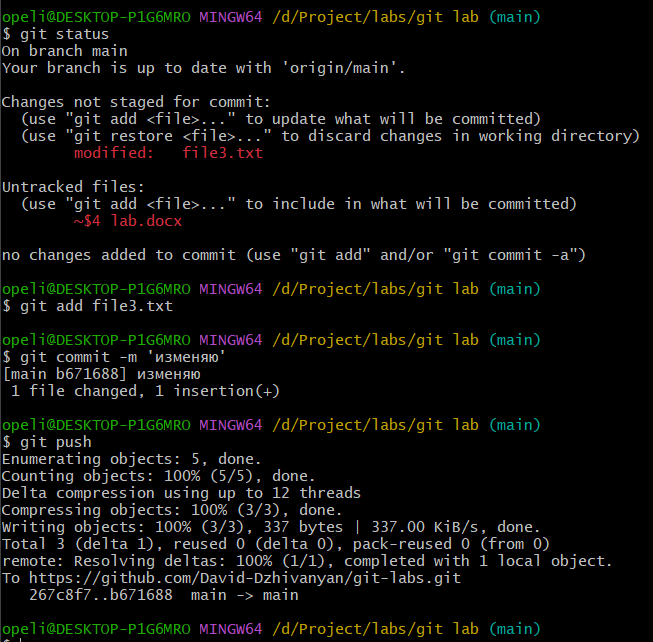 opeli@DESKTOP-P1G6MRO MINGW64 /d/Project/labs/git lab (main)
$ git status
On branch main
Your branch is up to date with 'origin/main'.
Changes not staged for commit:
  (use "git add <file>..." to update what will be committed)
  (use "git restore <file>..." to discard changes in working directory)
        modified:   file3.txt
Untracked files:
  (use "git add <file>..." to include in what will be committed)
        ~$4 lab.docx
no changes added to commit (use "git add" and/or "git commit -a")
opeli@DESKTOP-P1G6MRO MINGW64 /d/Project/labs/git lab (main)
$ git add file3.txt
opeli@DESKTOP-P1G6MRO MINGW64 /d/Project/labs/git lab (main)
$ git commit -m 'изменяю'
[main b671688] изменяю
 1 file changed, 1 insertion(+)
opeli@DESKTOP-P1G6MRO MINGW64 /d/Project/labs/git lab (main)
$ git push
Enumerating objects: 5, done.
Counting objects: 100% (5/5), done.
Delta compression using up to 12 threads
Compressing objects: 100% (3/3), done.
Writing objects: 100% (3/3), 337 bytes | 337.00 KiB/s, done.
Total 3 (delta 1), reused 0 (delta 0), pack-reused 0 (from 0)
remote: Resolving deltas: 100% (1/1), completed with 1 local object.
To https://github.com/David-Dzhivanyan/git-labs.git
   267c8f7..b671688  main -> main
opeli@DESKTOP-P1G6MRO MINGW64 /d/Project/labs/git lab (main)
$